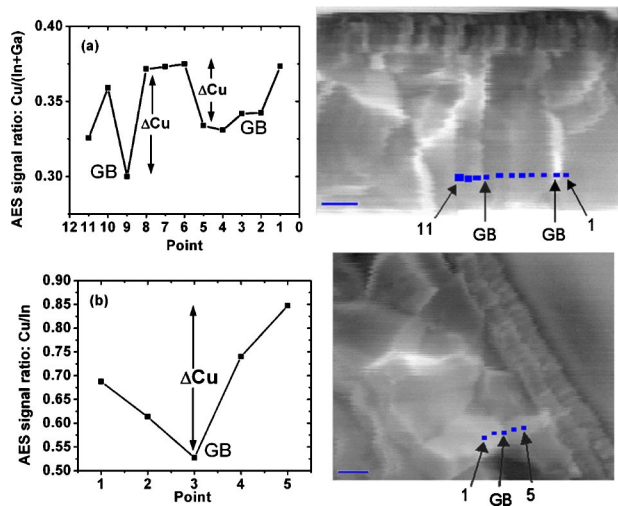 (a)
AES signal ratio: Cu/(In+Ga)
0.35
0.30
ΔCu
ΔCu
GB
GB
12 11 10 9 8 7 6 5 4 3 2 1 0
Point
11
GB
GB
1
(b)
AES signal ratio: Cu/In
0.90
0.85
0.80
0.75
0.70
0.65
0.60
0.55
0.50
ΔCu
GB
1 2 3 4 5
Point
1
GB
5